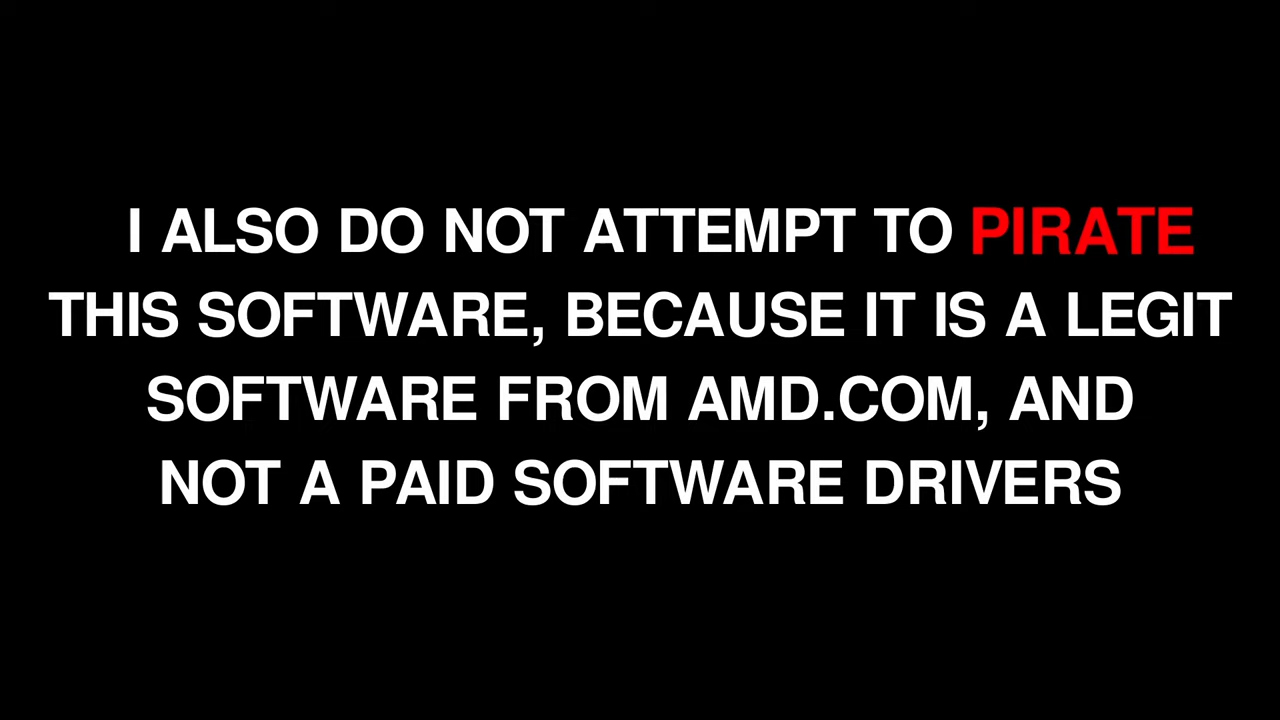 I ALSO DO NOT ATTEMPT TO PIRATE
THIS SOFTWARE, BECAUSE IT IS A LEGIT
SOFTWARE FROM AMD.COM, AND
NOT A PAID SOFTWARE DRIVERS